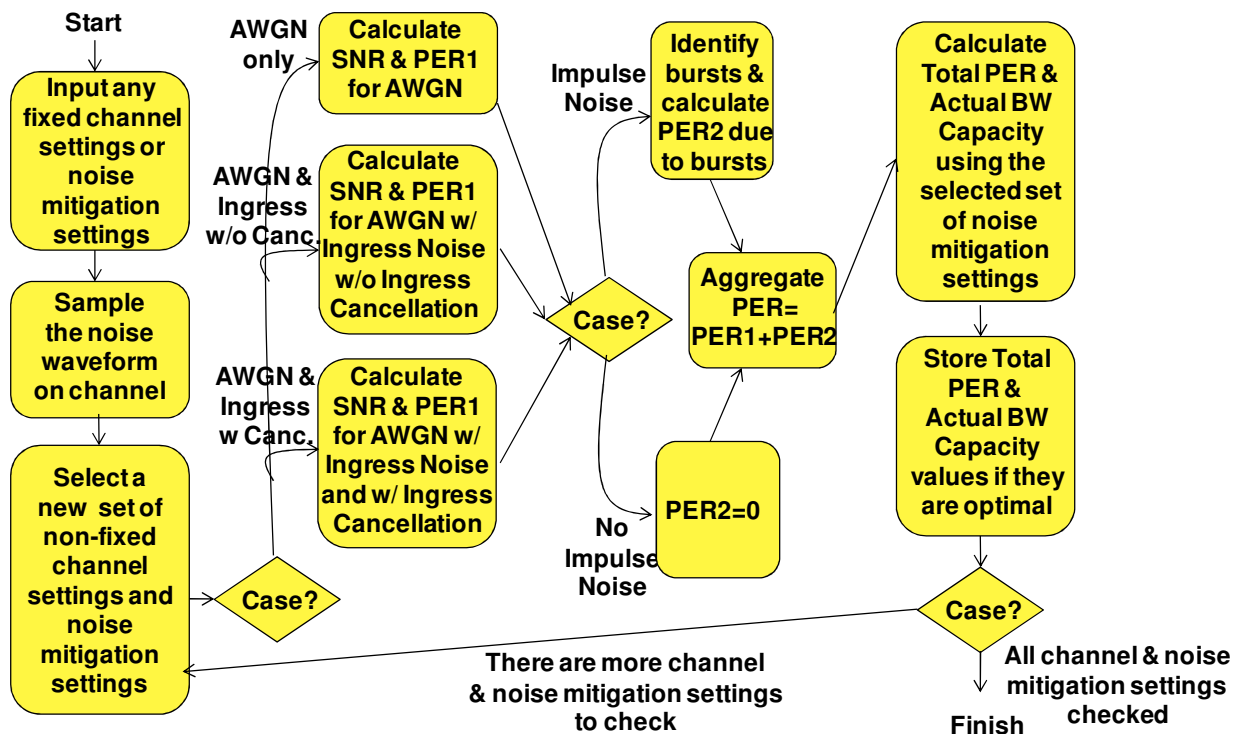 Start
Input any
fixed channel
settings or
noise
mitigation
settings
Sample
the noise
waveform
on channel
Select a
new set of
non-fixed
channel
settings and
noise
mitigation
settings
Case?
AWGN
only
AWGN &
Ingress
w/o Canc.
AWGN &
Ingress
w Canc.
Calculate
SNR & PER1
for AWGN
Calculate
SNR & PER1
for AWGN w/
Ingress Noise
w/o Ingress
Cancellation
Calculate
SNR & PER1
for AWGN w/
Ingress Noise
and w/ Ingress
Cancellation
Case?
Impulse
Noise
No
Impulse
Noise
Identify
bursts &
calculate
PER2 due
to bursts
PER2=0
Aggregate
PER=
PER1+PER2
Calculate
Total PER &
Actual BW
Capacity
using the
selected set
of noise
mitigation
settings
Store Total
PER &
Actual BW
Capacity
values if they
are optimal
Case?
There are more channel
& noise mitigation settings
to check
All channel & noise
mitigation settings
checked
Finish